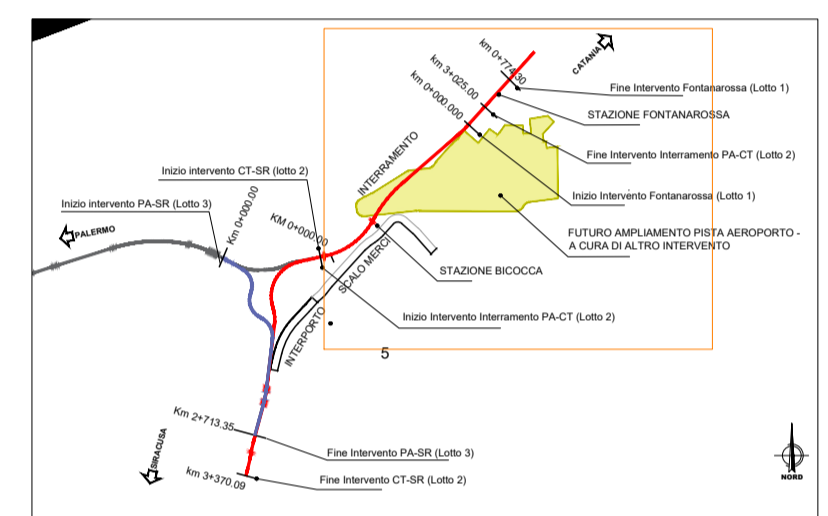 CATANIA
km 0+774.30
km 3+025.00
km 0+000.000
Fine Intervento Fontanarossa (Lotto 1)
STAZIONE FONTANAROSSA
Fine Intervento Interramento PA-CT (Lotto 2)
INTERRAMENTO
Inizio intervento CT-SR (lotto 2)
Inizio Intervento Fontanarossa (Lotto 1)
Inizio intervento PA-SR (Lotto 3)
Km 0+000.00
KM 0+000.00
PALERMO
FUTURO AMPLIAMENTO PISTA AEROPORTO -
A CURA DI ALTRO INTERVENTO
SCALO MERCI
STAZIONE BICOCCA
Inizio Intervento Interramento PA-CT (Lotto 2)
INTERPORTO
5
Km 2+713.35
SIRACUSA
Fine Intervento PA-SR (Lotto 3)
km 3+370.09
Fine Intervento CT-SR (Lotto 2)
NORD